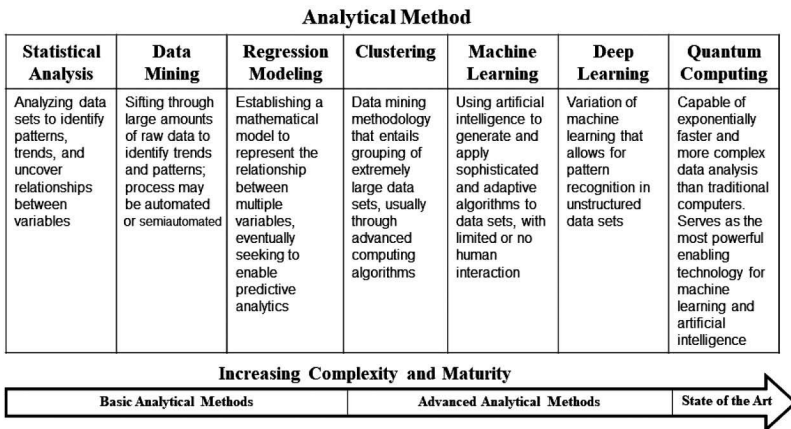 Analytical Method
Statistical
Analysis
Data
Mining
Regression
Modeling
Clustering
Machine
Learning
Deep
Learning
Quantum
Computing
Analyzing data
sets to identify
patterns,
trends, and
uncover
relationships
between
variables
Sifting through
large amounts
of raw data to
identify trends
and patterns;
process may
be automated
or semiautomated
Establishing a
mathematical
model to
represent the
relationship
between
multiple
variables,
eventually
seeking to
enable
predictive
analytics
Data mining
methodology
that entails
grouping of
extremely
large data
sets, usually
through
advanced
computing
algorithms
Using artificial
intelligence to
generate and
apply
sophisticated
and adaptive
algorithms to
data sets, with
limited or no
human
interaction
Variation of
machine
learning that
allows for
pattern
recognition in
unstructured
data sets
Capable of
exponentially
faster and
more complex
data analysis
than traditional
computers.
Serves as the
most powerful
enabling
technology for
machine
learning and
artificial
intelligence
Increasing Complexity and Maturity
Basic Analytical Methods
Advanced Analytical Methods
State of the Art